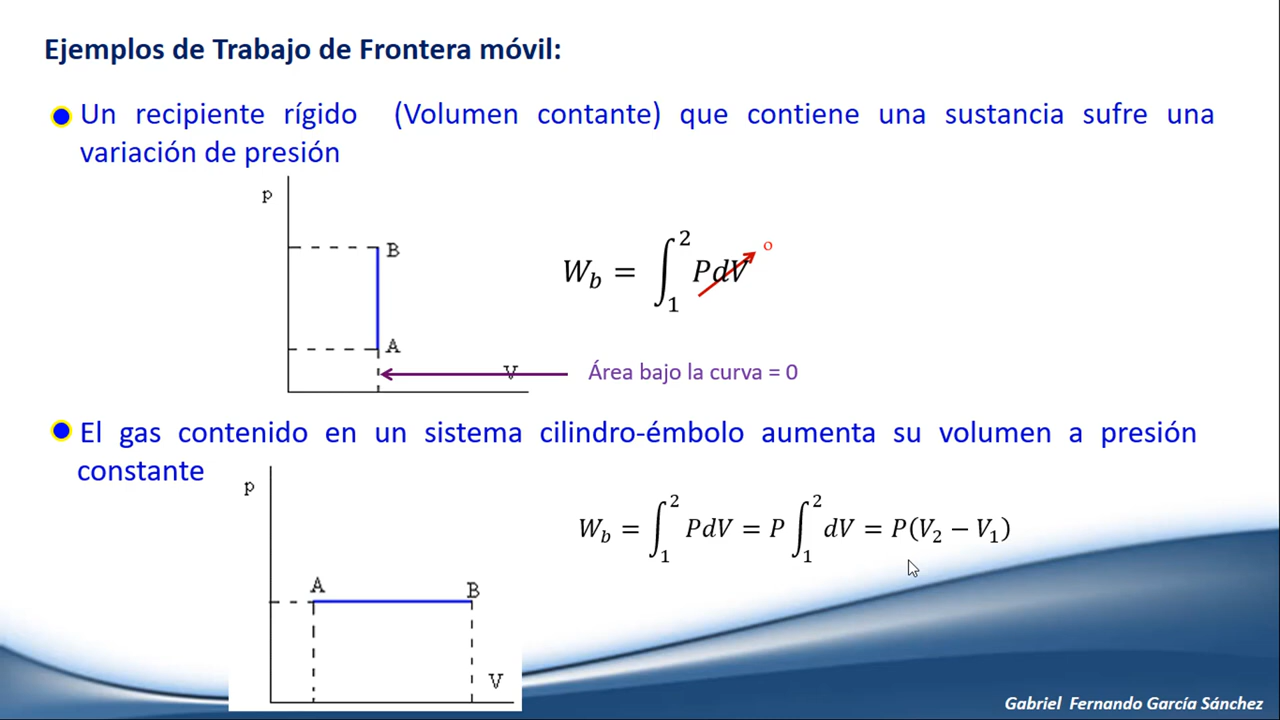 Ejemplos de Trabajo de Frontera móvil:
Un recipiente rígido (Volumen contante) que contiene una sustancia sufre una
variación de presión
p
B
A
V
W_b = ∫_1^2 PdV 0
Área bajo la curva = 0
El gas contenido en un sistema cilindro-émbolo aumenta su volumen a presión
constante
p
A
B
V
W_b = ∫_1^2 PdV = P ∫_1^2 dV = P(V_2 − V_1)
Gabriel Fernando García Sánchez